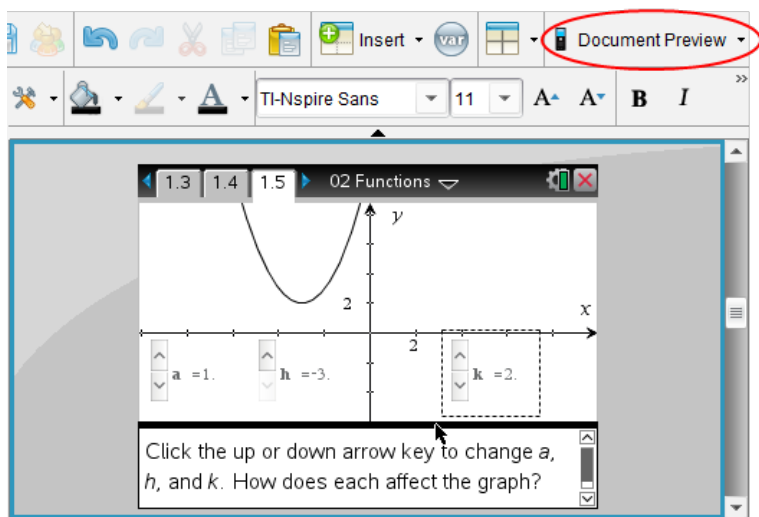 Insert var Document Preview
A TI-Nspire Sans 11 A A B I »
1.3 1.4 1.5 02 Functions
y
2
x
2
a =1. h =-3. k =2.
Click the up or down arrow key to change a,
h, and k. How does each affect the graph?